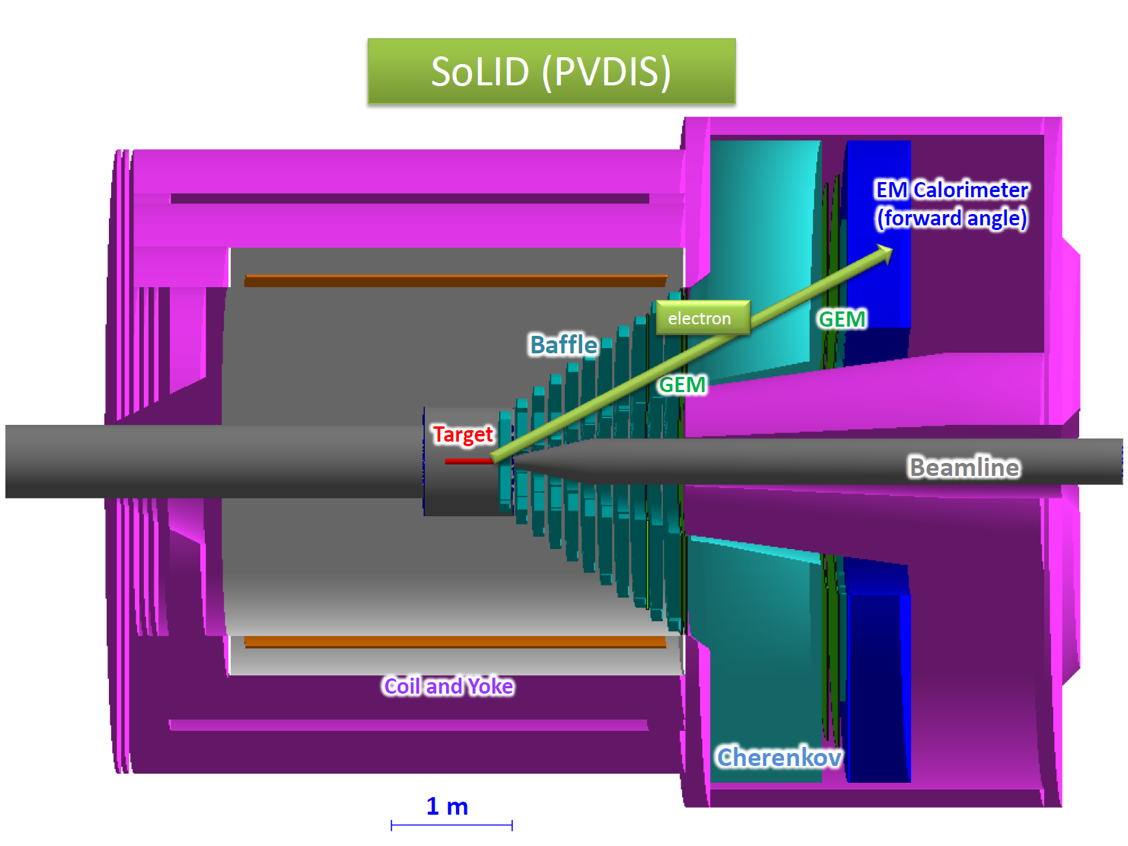 SoLID (PVDIS)
EM Calorimeter
(forward angle)
electron
GEM
Baffle
GEM
Target
Beamline
Coil and Yoke
Cherenkov
1 m